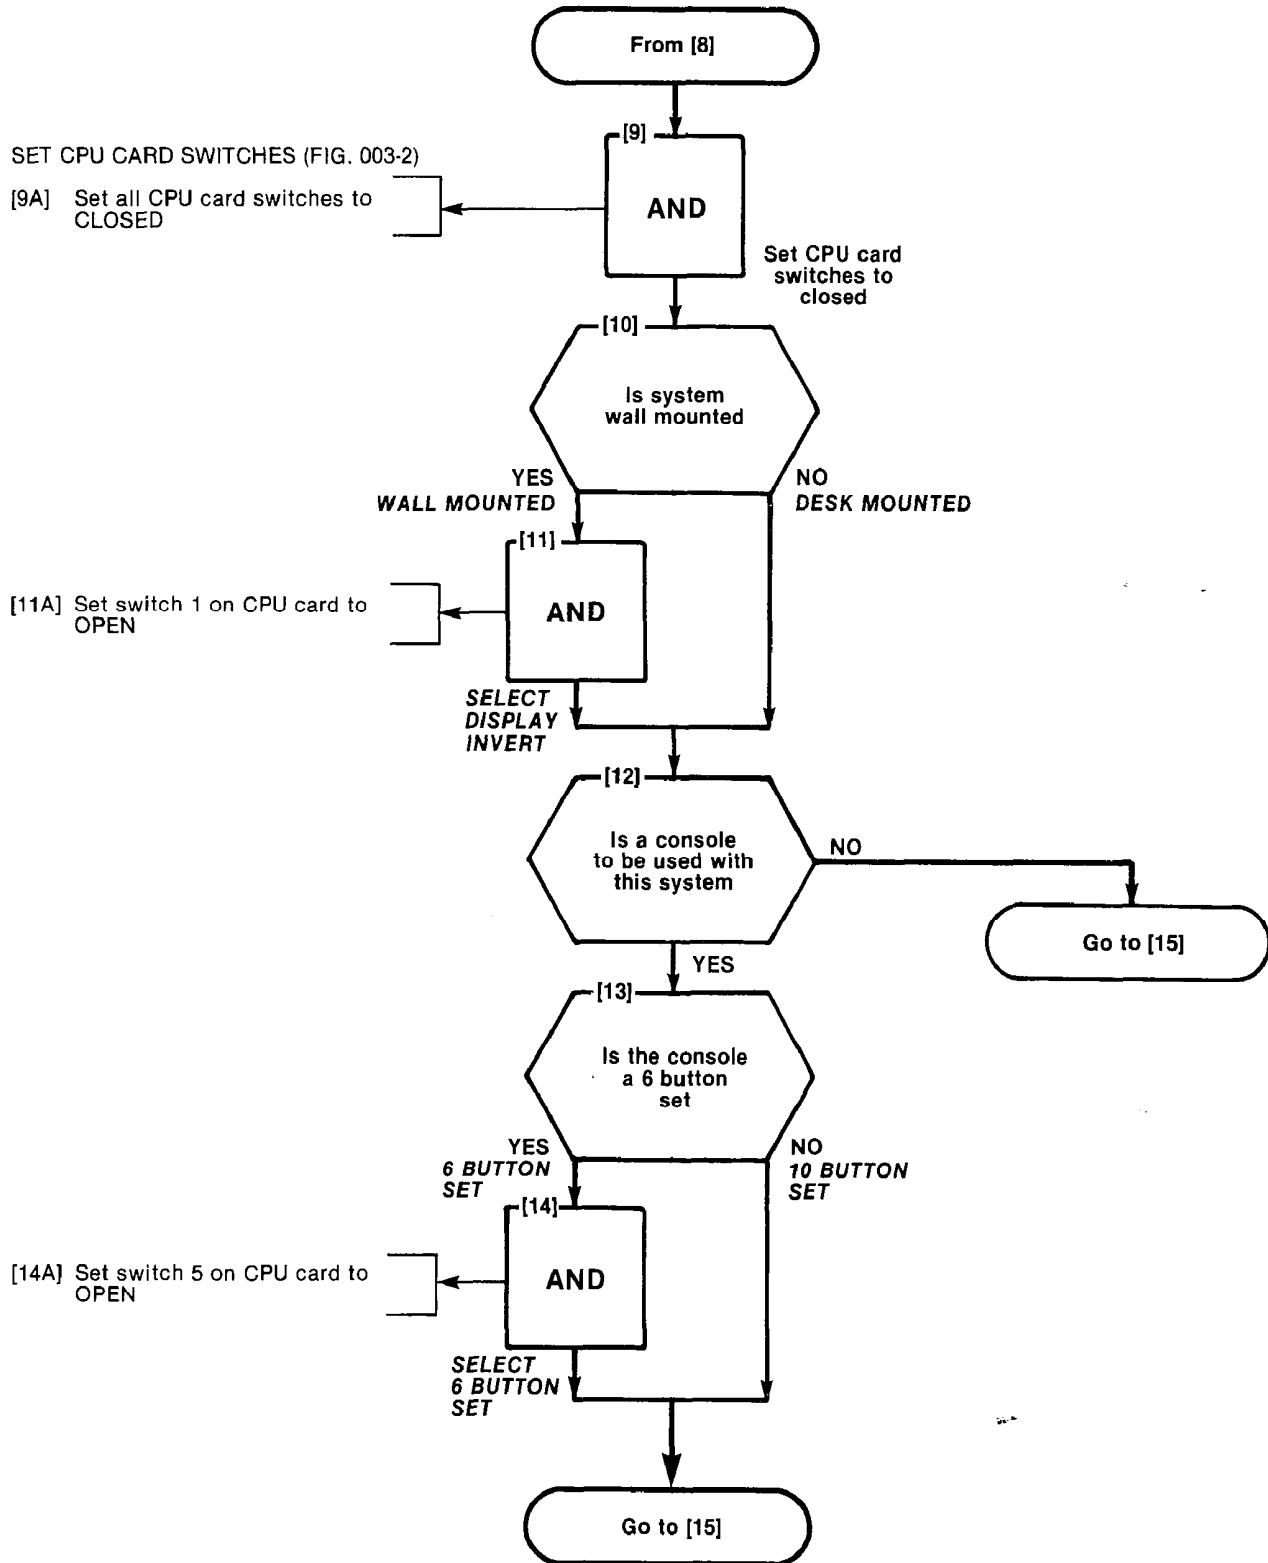 From [8]
[9]
SET CPU CARD SWITCHES (FIG. 003-2)
[9A] Set all CPU card switches to
CLOSED
AND
Set CPU card
switches to
closed
[10]
Is system
wall mounted
YES
WALL MOUNTED
NO
DESK MOUNTED
[11]
[11A] Set switch 1 on CPU card to
OPEN
AND
SELECT
DISPLAY
INVERT
[12]
Is a console
to be used with
this system
NO
Go to [15]
YES
[13]
Is the console
a 6 button
set
YES
6 BUTTON
SET
NO
10 BUTTON
SET
[14]
[14A] Set switch 5 on CPU card to
OPEN
AND
SELECT
6 BUTTON
SET
Go to [15]